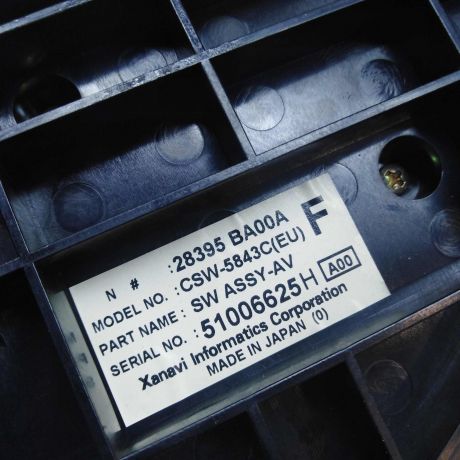 N # : 28395 BA00A F
MODEL NO. : CSW-5843C(EU)
PART NAME : SW ASSY-AV
SERIAL NO. : 51006625H A00
Xanavi Informatics Corporation
MADE IN JAPAN (0)